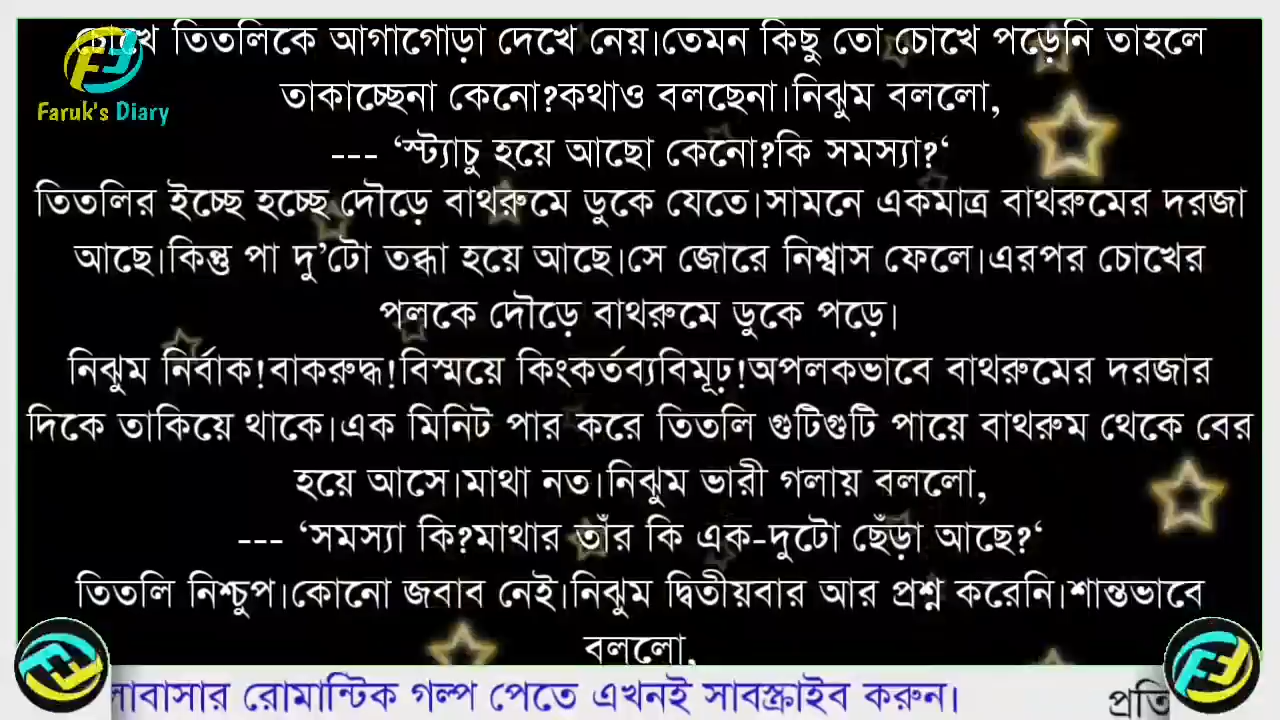 চোখে তিতলিকে আগাগোড়া দেখে নেয়।তেমন কিছু তো চোখে পড়েনি তাহলে
তাকাচ্ছেনা কেনো?কথাও বলছেনা।নিঝুম বললো,
--- ‘স্ট্যাচু হয়ে আছো কেনো?কি সমস্যা?‘
তিতলির ইচ্ছে হচ্ছে দৌড়ে বাথরুমে ডুকে যেতে।সামনে একমাত্র বাথরুমের দরজা
আছে।কিন্তু পা দু’টো তব্ধা হয়ে আছে।সে জোরে নিশ্বাস ফেলে।এরপর চোখের
পলকে দৌড়ে বাথরুমে ডুকে পড়ে।
নিঝুম নির্বাক!বাকরুদ্ধ!বিস্ময়ে কিংকর্তব্যবিমূঢ়!অপলকভাবে বাথরুমের দরজার
দিকে তাকিয়ে থাকে।এক মিনিট পার করে তিতলি গুটিগুটি পায়ে বাথরুম থেকে বের
হয়ে আসে।মাথা নত।নিঝুম ভারী গলায় বললো,
--- ‘সমস্যা কি?মাথার তাঁর কি এক-দুটো ছেঁড়া আছে?‘
তিতলি নিশ্চুপ।কোনো জবাব নেই।নিঝুম দ্বিতীয়বার আর প্রশ্ন করেনি।শান্তভাবে
বললো,
Faruk's Diary
লাবাসার রোমান্টিক গল্প পেতে এখনই সাবস্ক্রাইব করুন। প্রতি